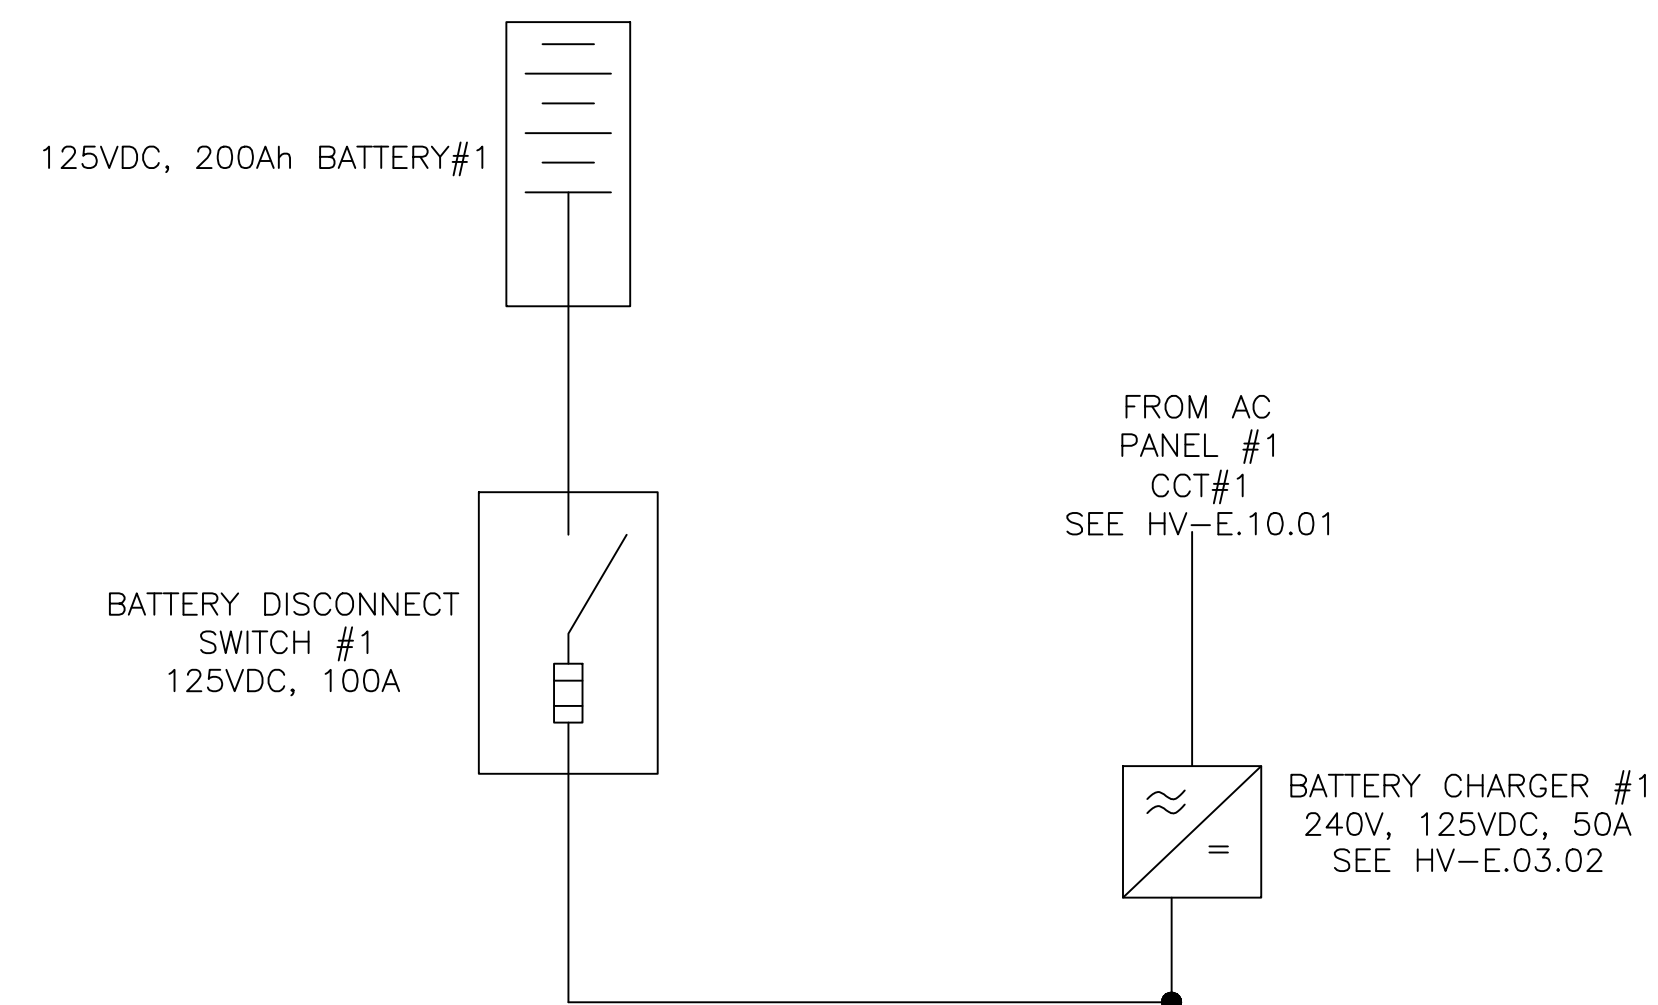 125VDC, 200Ah BATTERY#1
FROM AC
PANEL #1
CCT#1
SEE HV-E.10.01
BATTERY DISCONNECT
SWITCH #1
125VDC, 100A
BATTERY CHARGER #1
240V, 125VDC, 50A
SEE HV-E.03.02